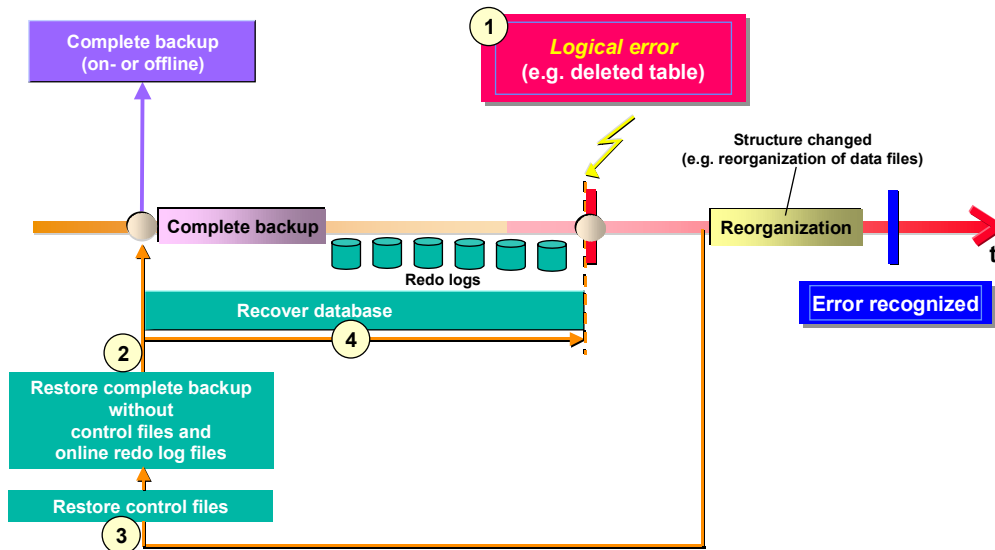 1
Complete backup
(on- or offline)
Logical error
(e.g. deleted table)
Structure changed
(e.g. reorganization of data files)
Complete backup
Reorganization
t
Redo logs
Error recognized
Recover database
4
2
Restore complete backup
without
control files and
online redo log files
Restore control files
3